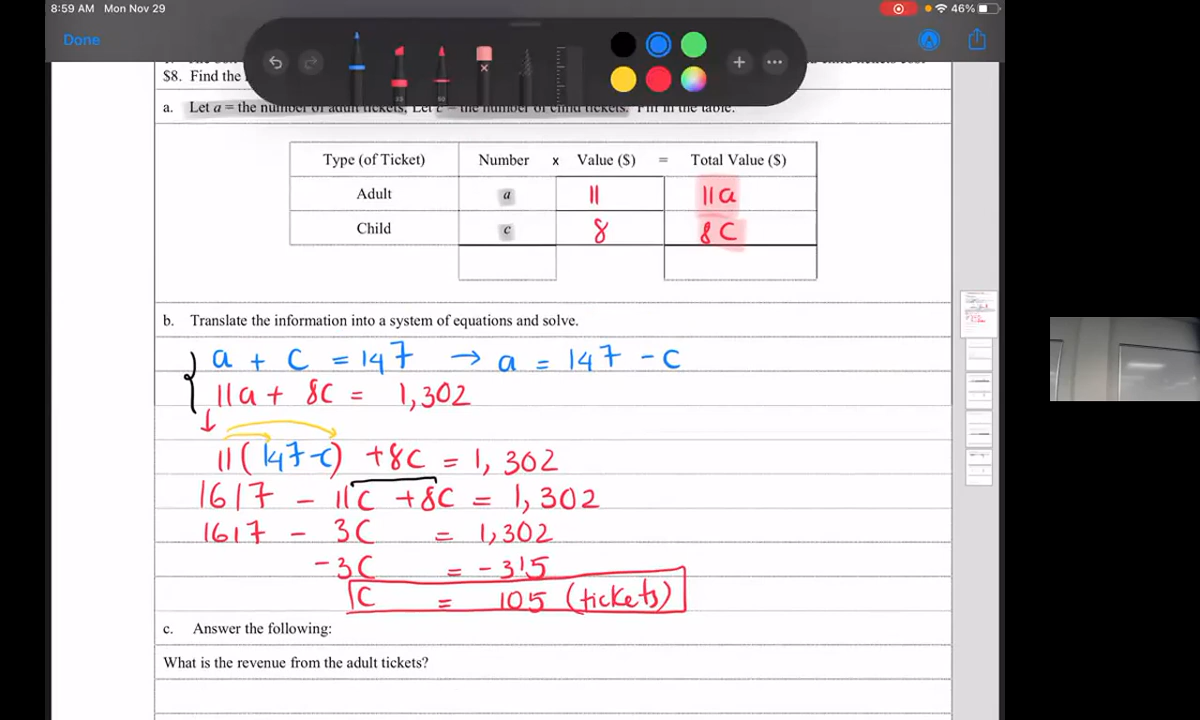 8:59 AM Mon Nov 29
46%
Done
$8. Find the
a. Let a = the number of adult tickets, Let c = the number of child tickets. Fill in the table.
Type (of Ticket) Number x Value ($) = Total Value ($)
Adult a 11 11a
Child c 8 8C
b. Translate the information into a system of equations and solve.
a + C = 147 → a = 147 - C
11a + 8C = 1,302
11(147-C) +8C = 1,302
1617 - 11C +8C = 1,302
1617 - 3C = 1,302
-3C = -315
C = 105 (tickets)
c. Answer the following:
What is the revenue from the adult tickets?